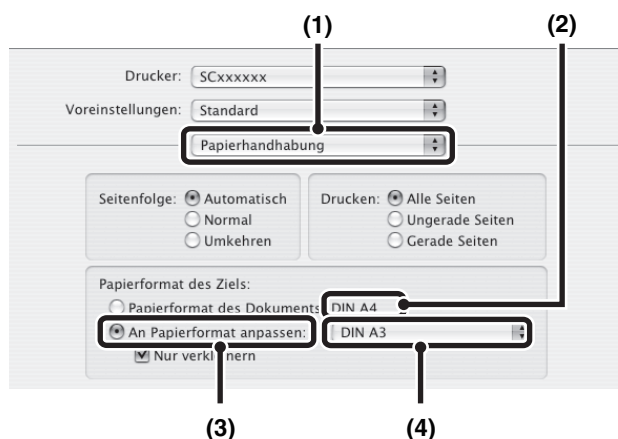 (1) (2)
Drucker: SCxxxxxx
Voreinstellungen: Standard
Papierhandhabung
Seitenfolge: Automatisch Drucken: Alle Seiten
Normal Ungerade Seiten
Umkehren Gerade Seiten
Papierformat des Ziels:
Papierformat des Dokuments DIN A4
An Papierformat anpassen: DIN A3
Nur verkleinern
(3) (4)